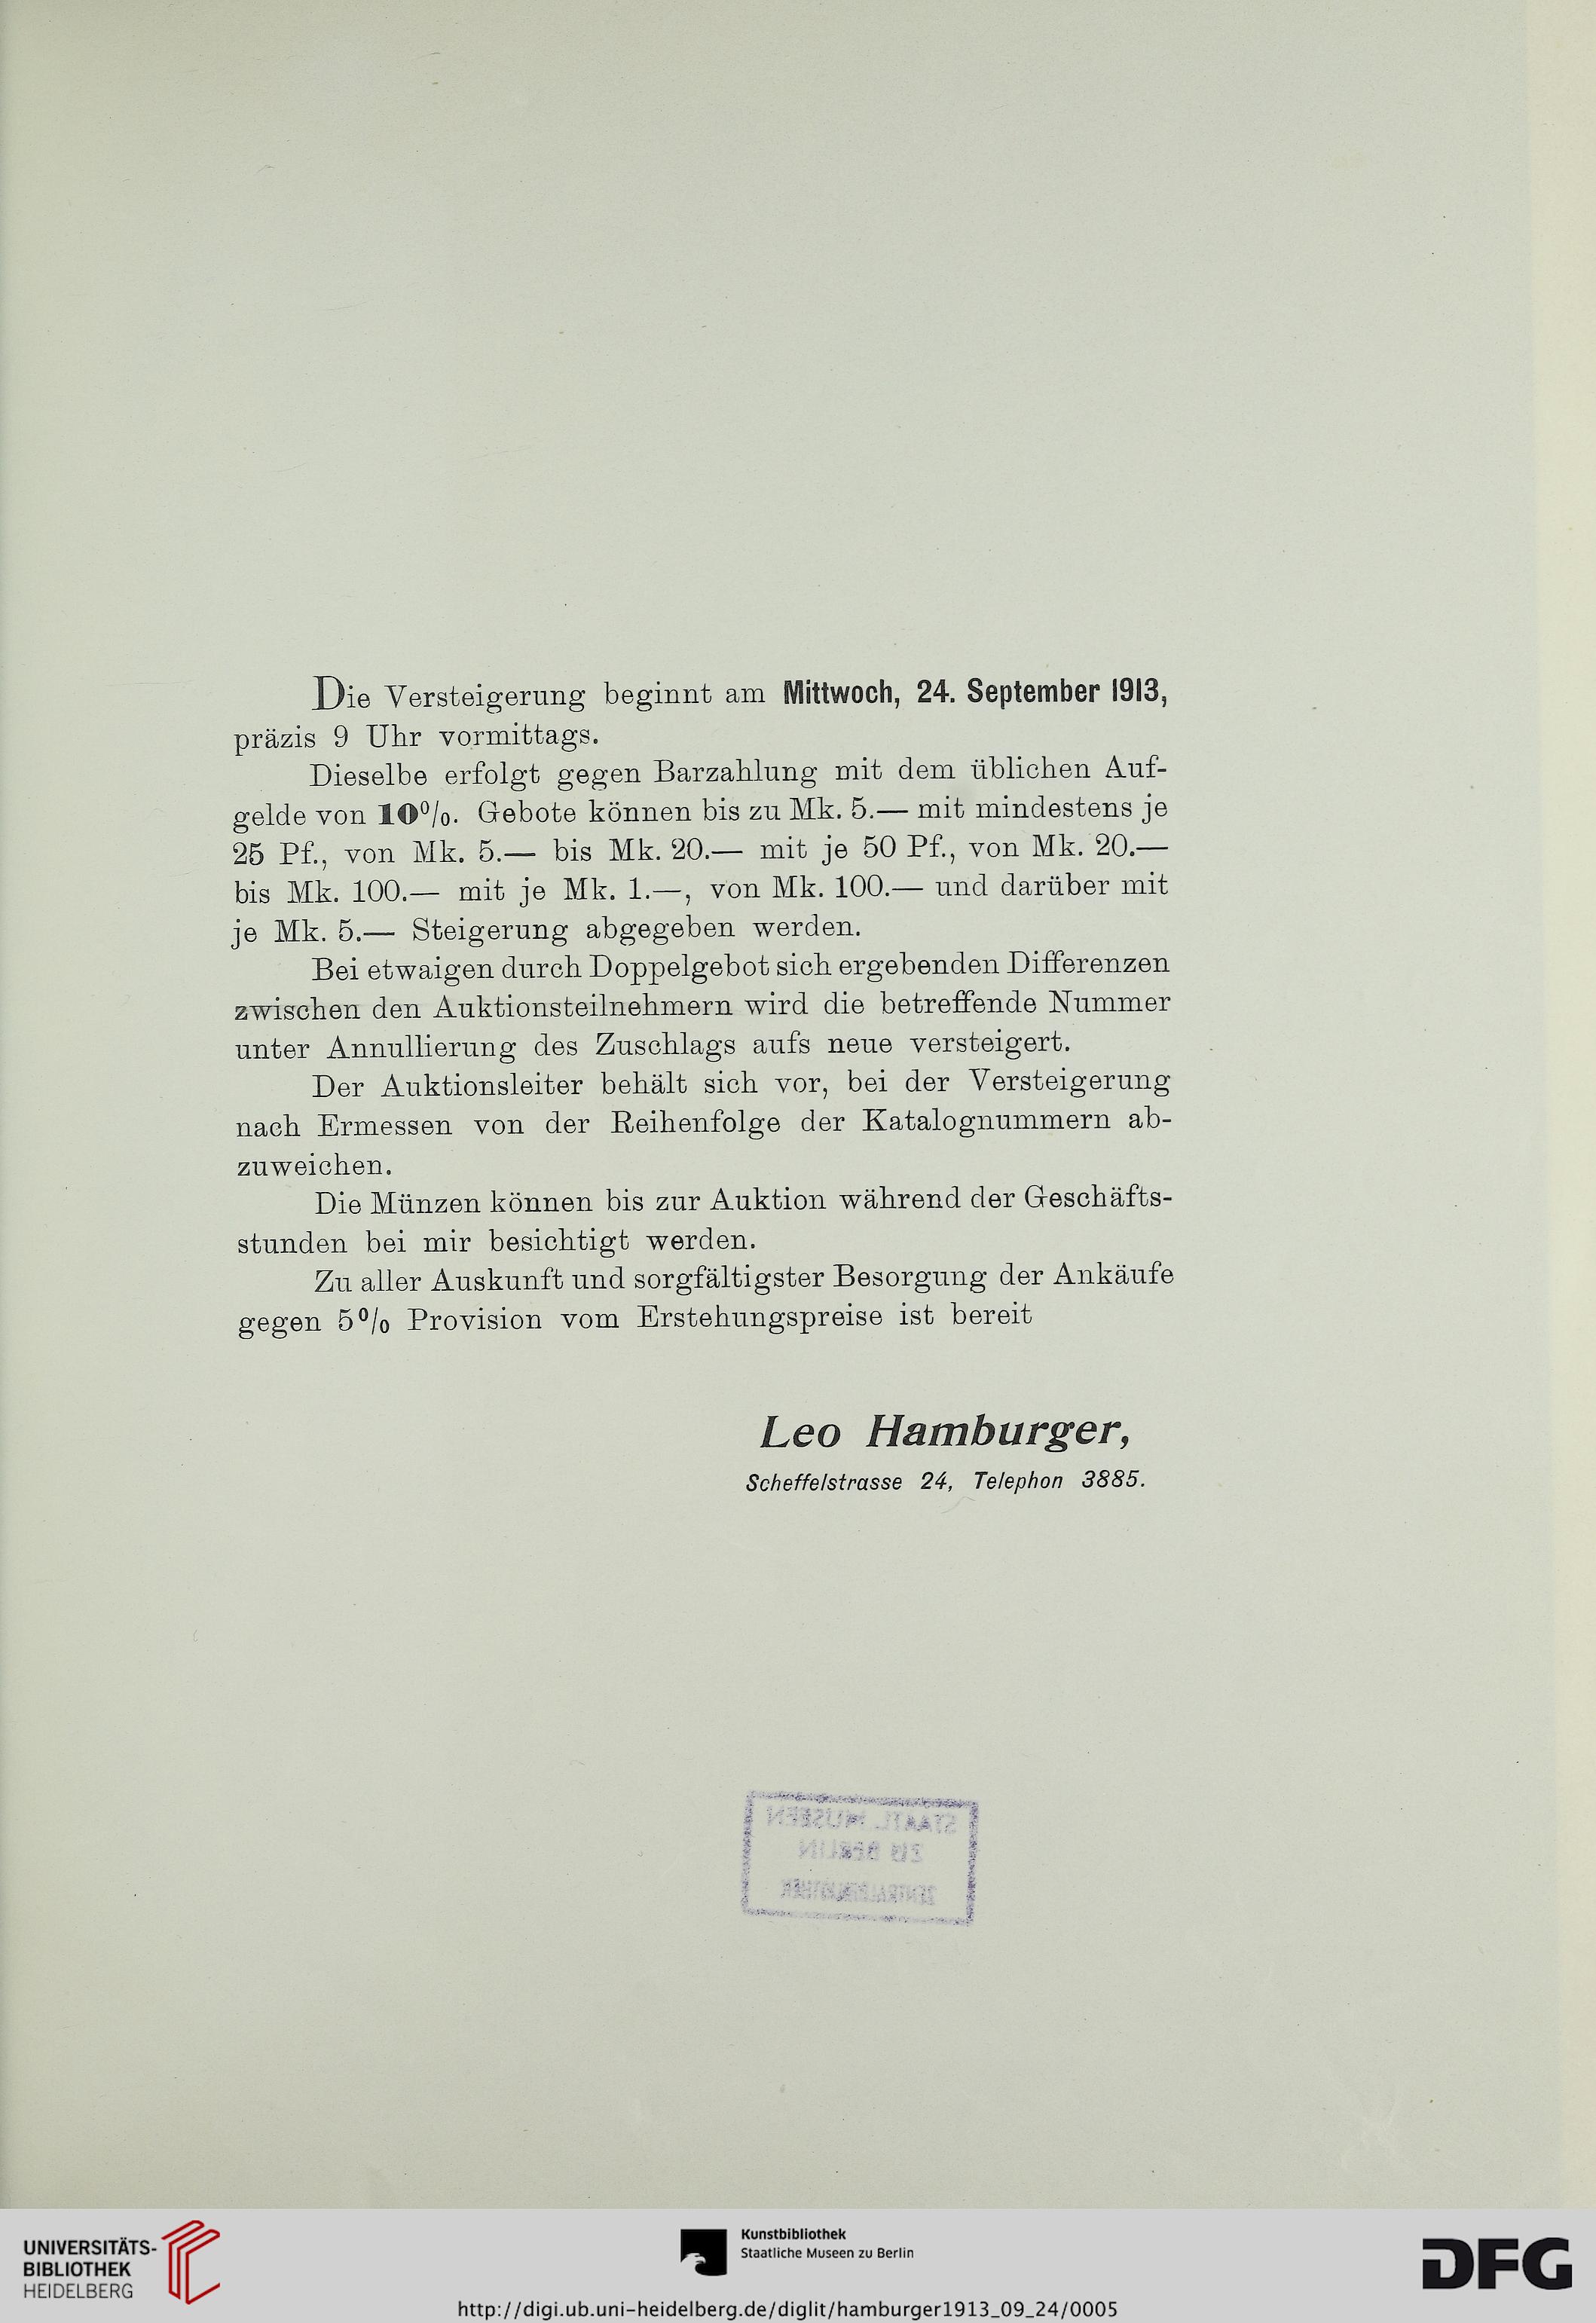 Die Versteigerung beginnt am Mittwoch, 24. September 1913,
präzis 9 Uhr vormittags.
Dieselbe erfolgt gegen Barzahlung mit dem üblichen Auf-
gelde von 10%. Gebote können bis zu Mk. 5.— mit mindestens je
25 Pf., von Mk. 5.— bis Mk. 20.— mit je 50 Pf., von Mk. 20.—
bis Mk. 100.— mit je Mk. 1.—, von Mk. 100.— und darüber mit
je Mk. 5.— Steigerung abgegeben werden.
Bei etwaigen durch Doppelgebot sich ergebenden Differenzen
zwischen den Auktionsteilnehmern wird die betreffende Nummer
unter Annullierung des Zuschlags aufs neue versteigert.
Der Auktionsleiter behält sich vor, bei der Versteigerung
nach Ermessen von der Reihenfolge der Katalognummern ab-
zuweichen.
Die Münzen können bis zur Auktion während der Geschäfts-
stunden bei mir besichtigt werden.
Zu aller Auskunft und sorgfältigster Besorgung der Ankäufe
gegen 5% Provision vom Erstehungspreise ist bereit
Leo Hamburger,
Scheffelstrasse 24, Telephon 3885.
STAATL. MUSEEN
ZU BERLIN
ZENTRALBIBLIOTHEK
UNIVERSITÄTS-
BIBLIOTHEK
HEIDELBERG
Kunstbibliothek
Staatliche Museen zu Berlin
DFG
http://digi.ub.uni-heidelberg.de/diglit/hamburger1913_09_24/0005